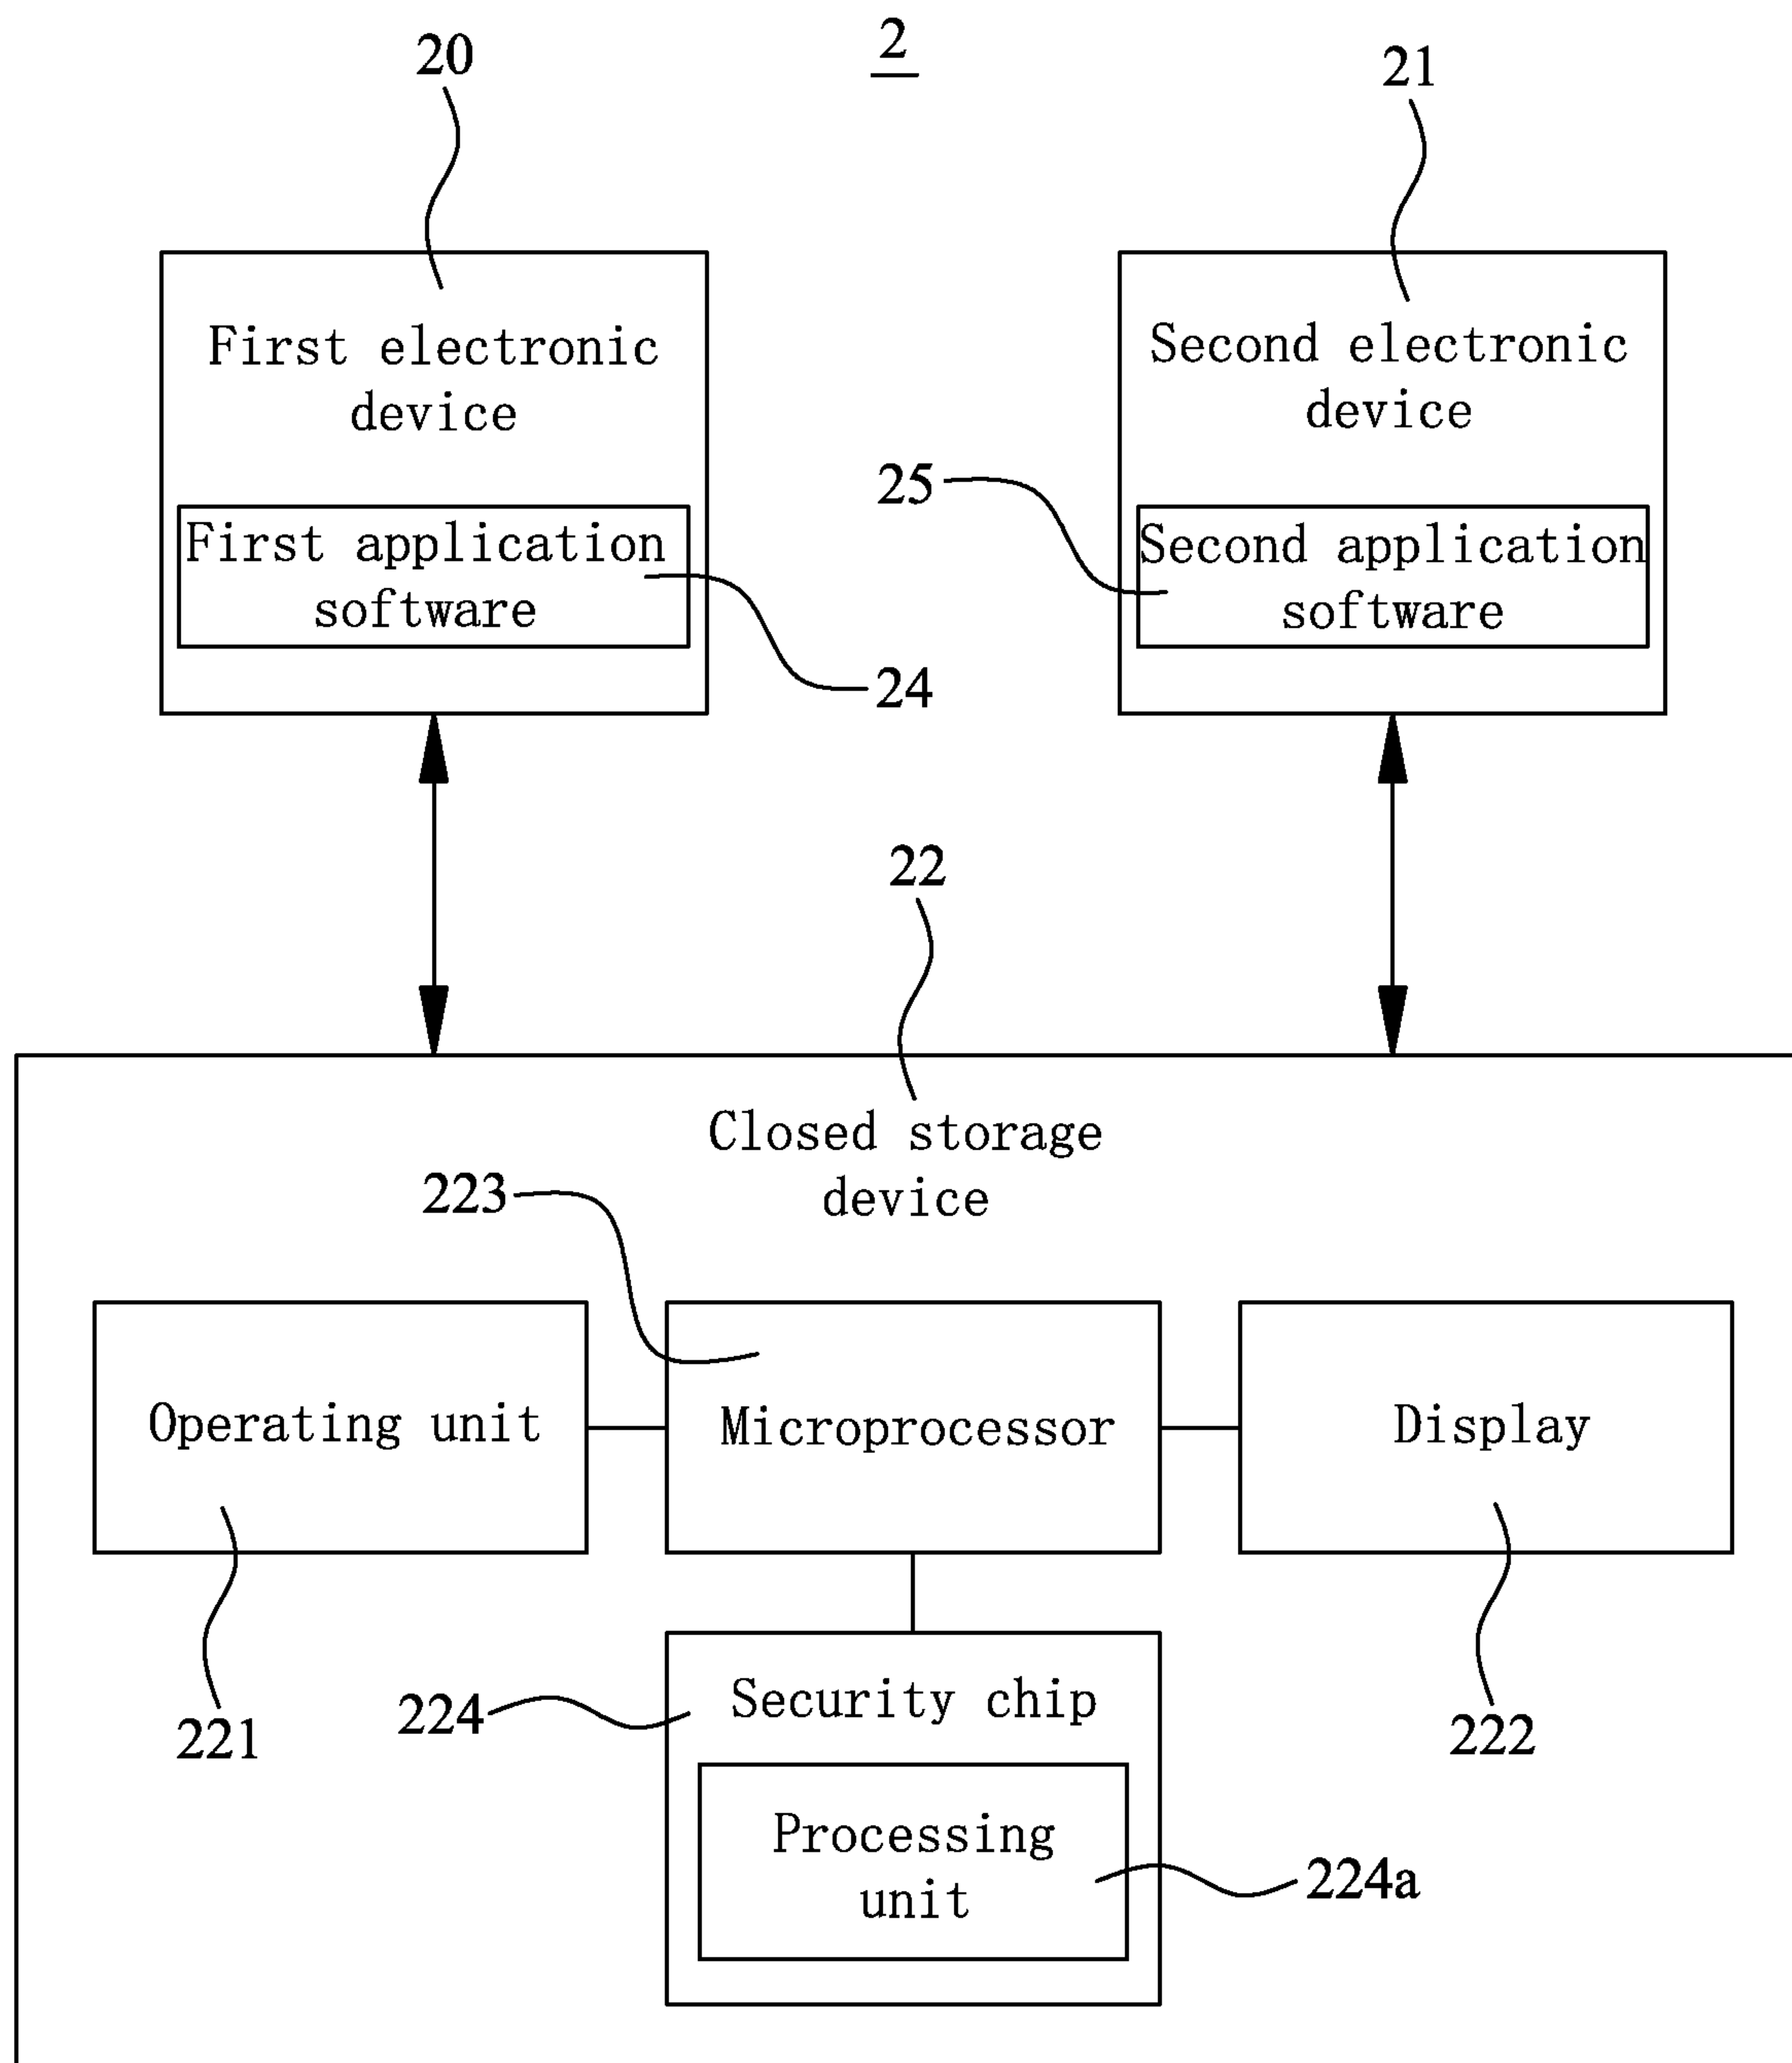 2
20
21
First electronic
device
Second electronic
device
25
First application
software
Second application
software
24
22
Closed storage
device
223
Operating unit
Microprocessor
Display
221
224
Security chip
222
Processing
unit
224a